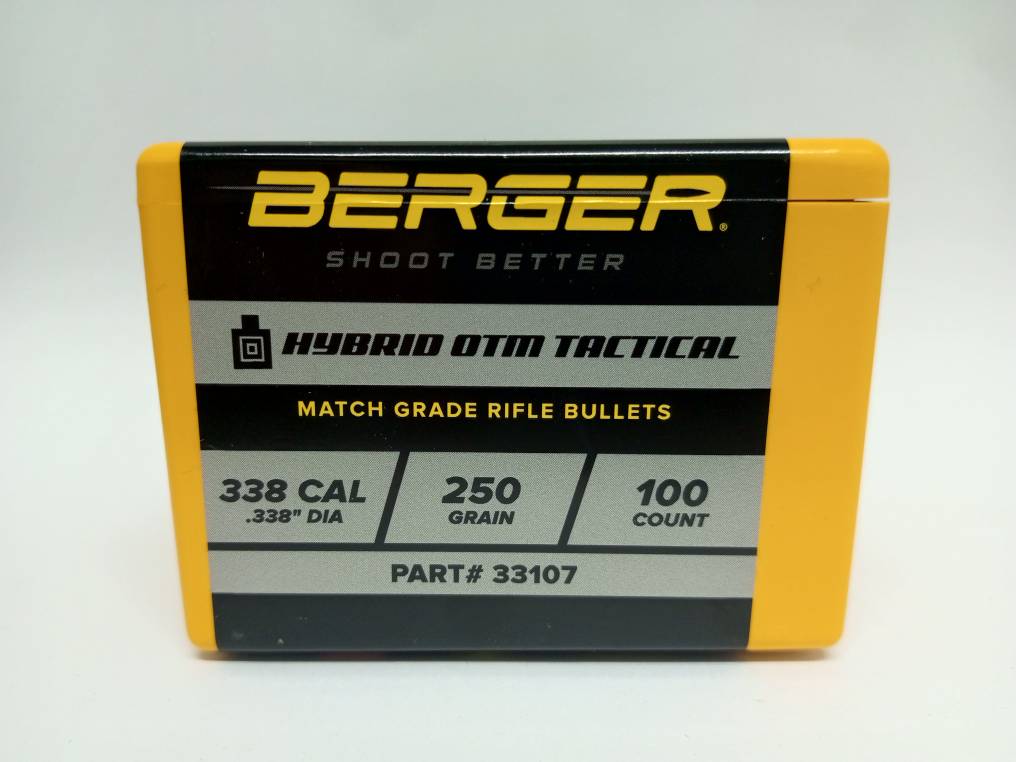 BERGER®
SHOOT BETTER
HYBRID OTM TACTICAL
MATCH GRADE RIFLE BULLETS
338 CAL
.338" DIA
250
GRAIN
100
COUNT
PART# 33107